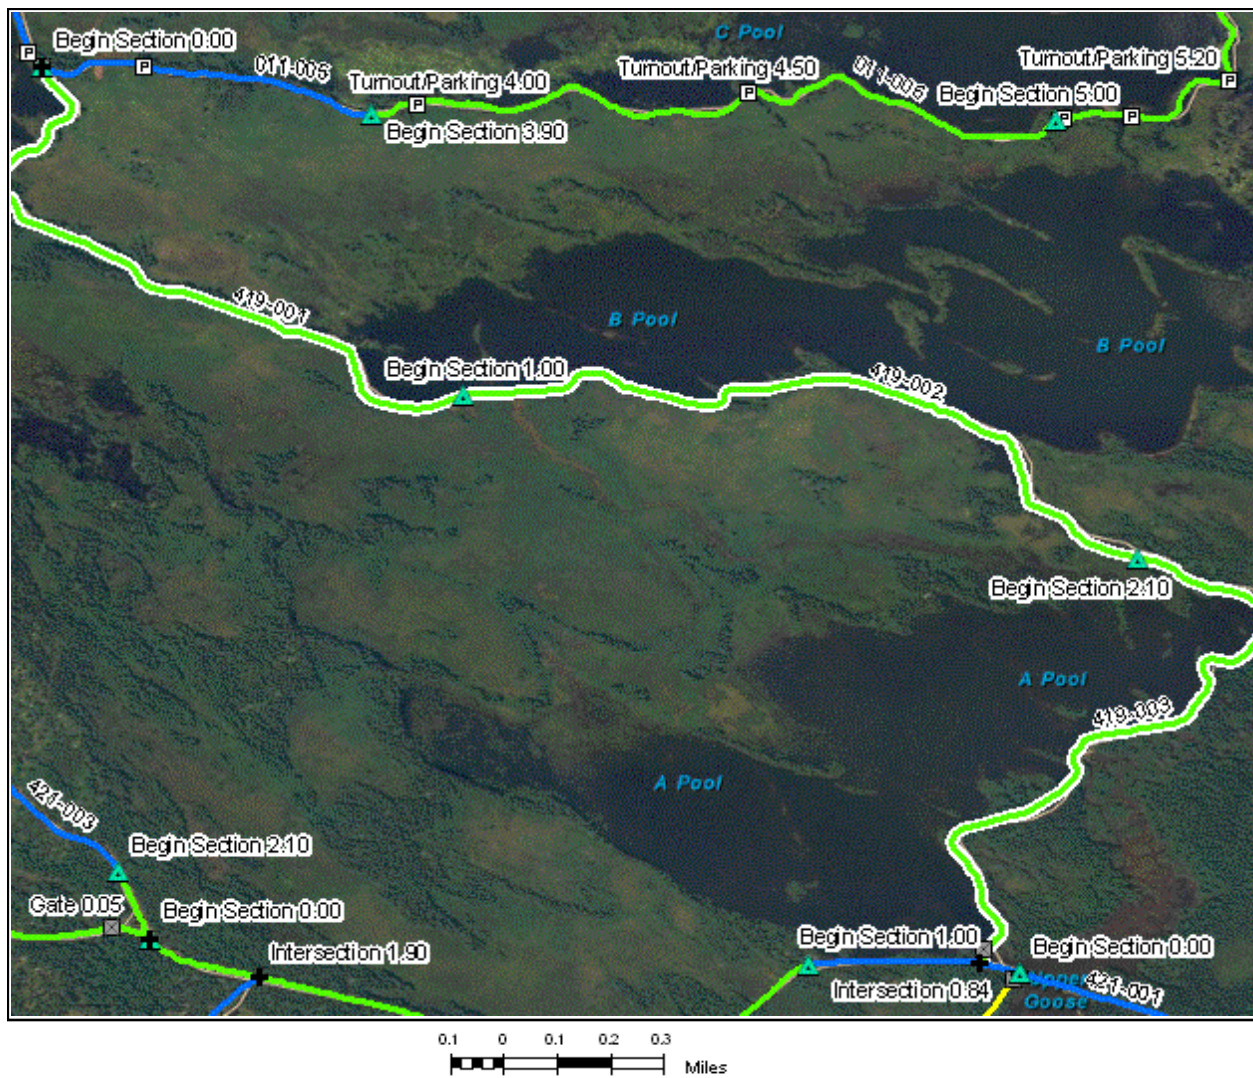 C Pool
Begin Section 0.00
P
P
011-005
Turnout/Parking 4.00
P
Turnout/Parking 4.50
P
011-006
Turnout/Parking 5.20
P
Begin Section 5.00
P
P
Begin Section 3.90
419-001
B Pool
B Pool
Begin Section 1.00
419-002
Begin Section 2.10
A Pool
419-003
A Pool
421-003
Begin Section 2.10
Gate 0.05
Begin Section 0.00
Intersection 1.90
Begin Section 1.00
Begin Section 0.00
Intersection 0.84
Upper
Goose
421-001
0.1 0 0.1 0.2 0.3
Miles